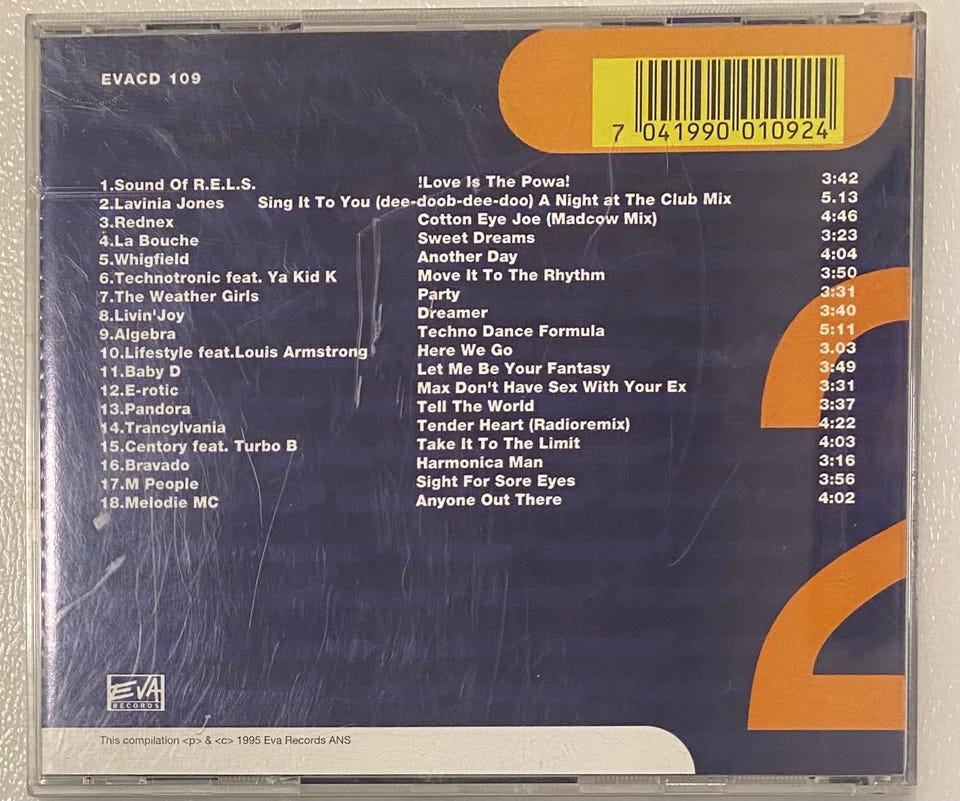 EVACD 109
7 041990 010924
1.Sound Of R.E.L.S. !Love Is The Powa! 3:42
2.Lavinia Jones Sing It To You (dee-doob-dee-doo) A Night at The Club Mix 5.13
3.Rednex Cotton Eye Joe (Madcow Mix) 4:46
4.La Bouche Sweet Dreams 3:23
5.Whigfield Another Day 4:04
6.Technotronic feat. Ya Kid K Move It To The Rhythm 3:50
7.The Weather Girls Party 3:31
8.Livin'Joy Dreamer 3:40
9.Algebra Techno Dance Formula 5:11
10.Lifestyle feat.Louis Armstrong Here We Go 3.03
11.Baby D Let Me Be Your Fantasy 3:49
12.E-rotic Max Don't Have Sex With Your Ex 3:31
13.Pandora Tell The World 3:37
14.Trancylvania Tender Heart (Radioremix) 4:22
15.Centory feat. Turbo B Take It To The Limit 4:03
16.Bravado Harmonica Man 3:16
17.M People Sight For Sore Eyes 3:56
18.Melodie MC Anyone Out There 4:02
EVA
RECORDS
This compilation <p> & <c> 1995 Eva Records ANS